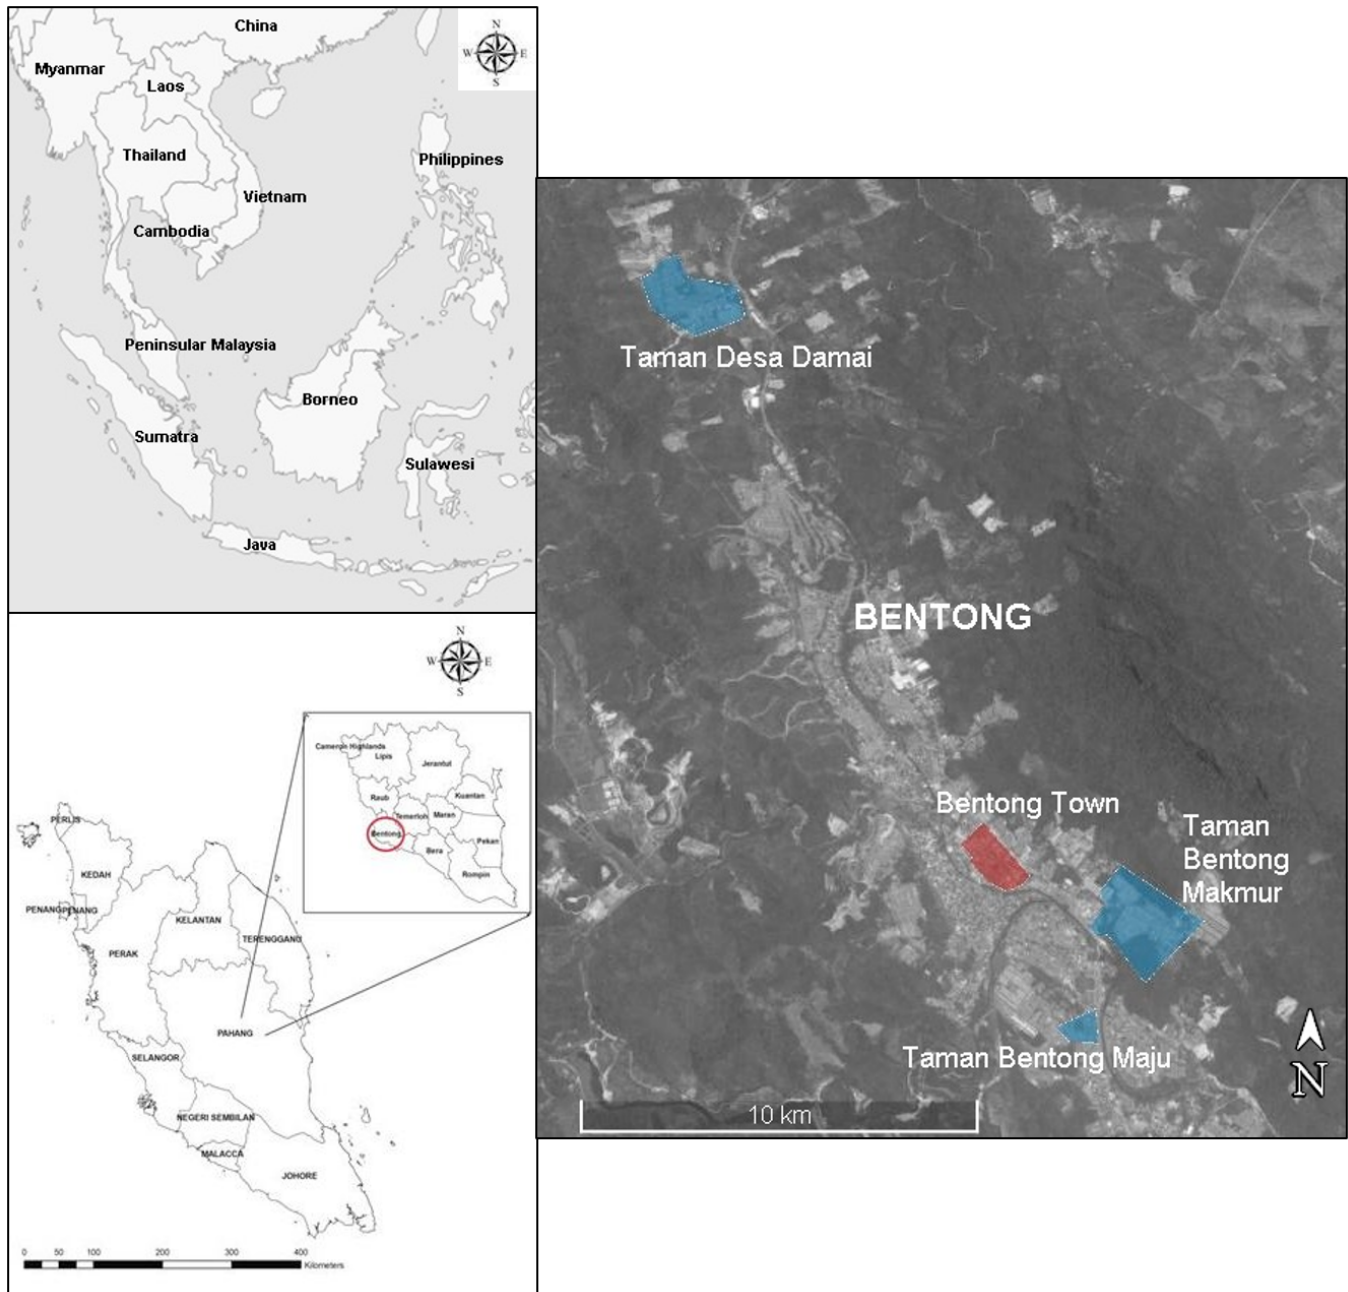 China
N
W E
S
Myanmar
Laos
Thailand
Philippines
Vietnam
Cambodia
Peninsular Malaysia
Borneo
Sumatra
Sulawesi
Java
N
W E
S
Cameron Highlands
Lipis
Jerantut
Raub
Kuantan
Temerloh
Maran
Bentong
Bera
Pekan
Rompin
PERLIS
KEDAH
PENANG
PENANG
KELANTAN
TERENGGANO
PERAK
PAHANG
SELANGOR
NEGERI SEMBILAN
MALACCA
JOHORE
0 50 100 200 300 400
Kilometers
Taman Desa Damai
BENTONG
Bentong Town
Taman
Bentong
Makmur
Taman Bentong Maju
10 km
N